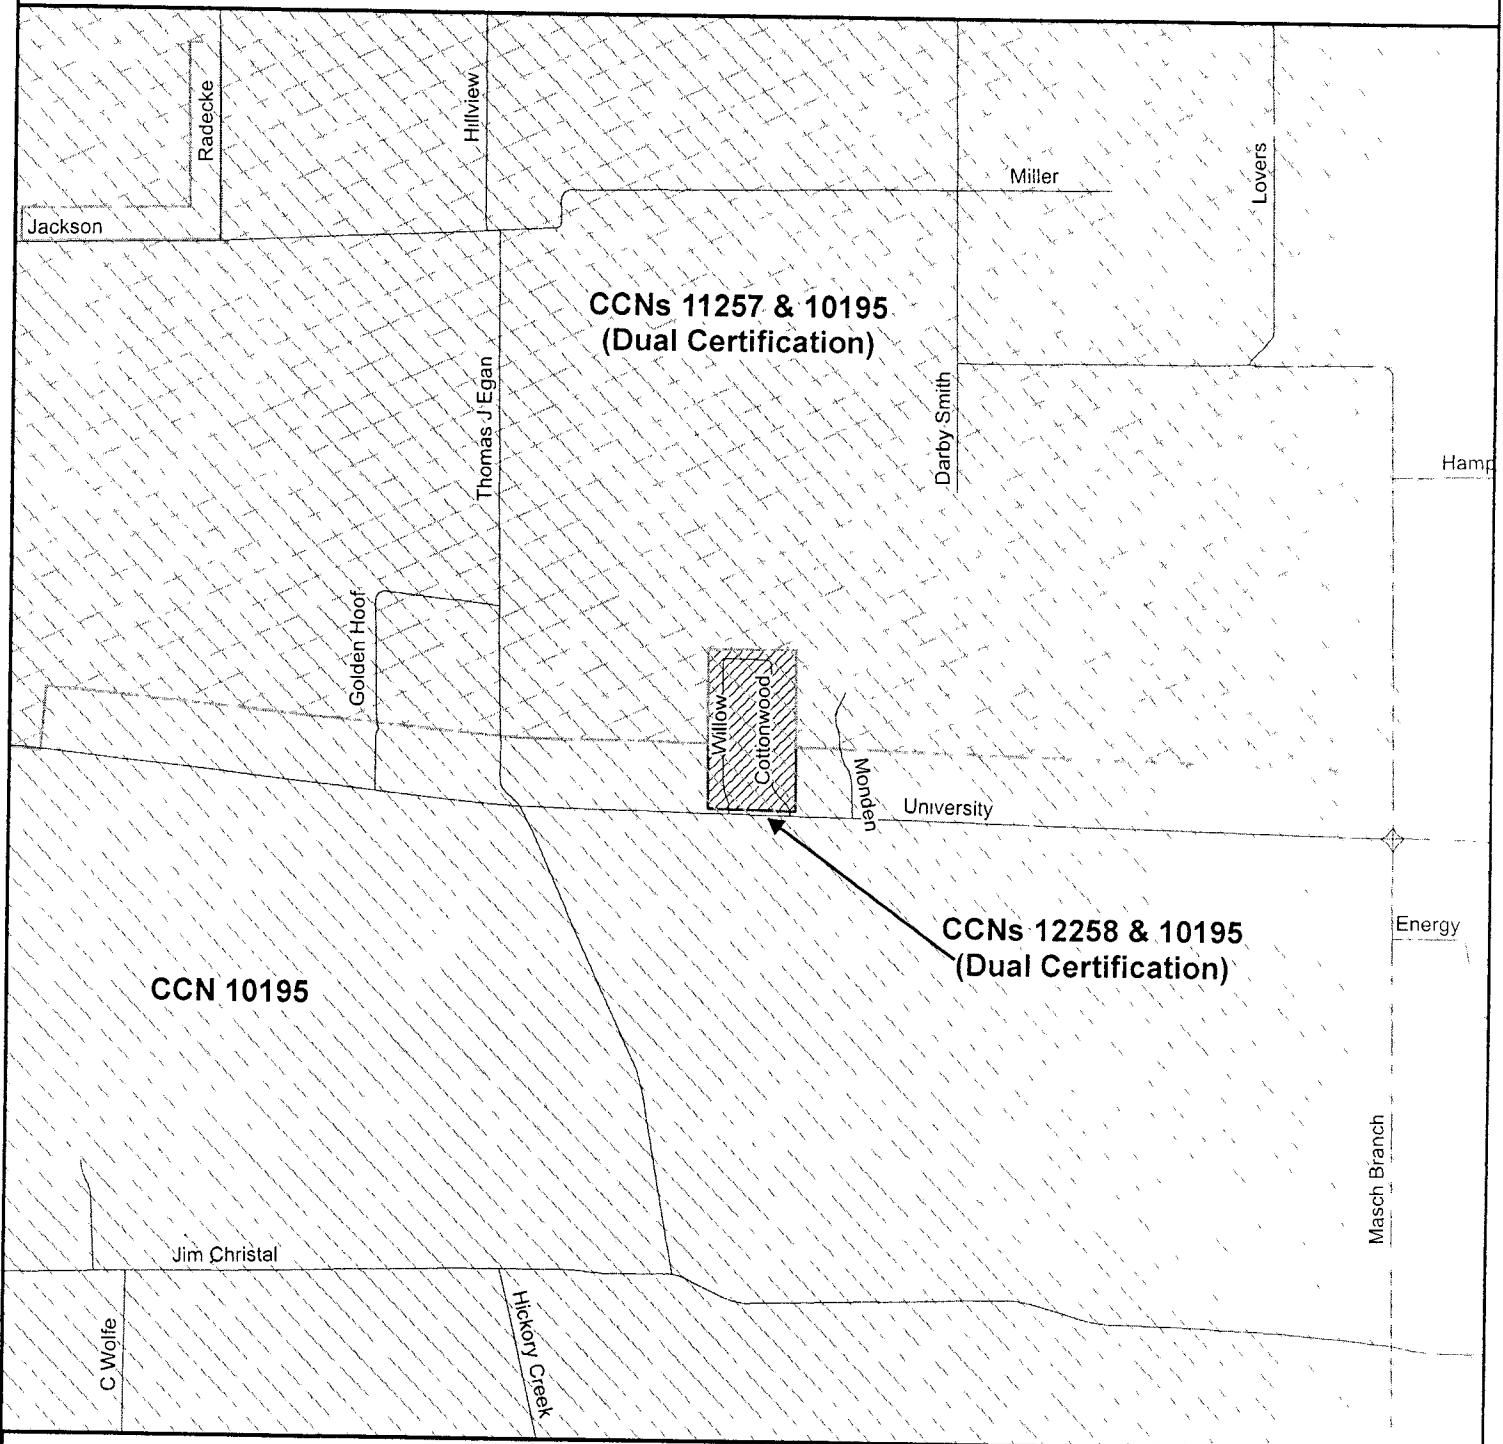 Radecke
Hillview
Miller
Lovers
Jackson
CCNs 11257 & 10195
(Dual Certification)
Thomas J Egan
Darby Smith
Hamp
Golden Hoof
Willow
Cottonwood
Monden
University
CCNs 12258 & 10195
(Dual Certification)
Energy
CCN 10195
Masch Branch
Jim Christal
C Wolfe
Hickory Creek